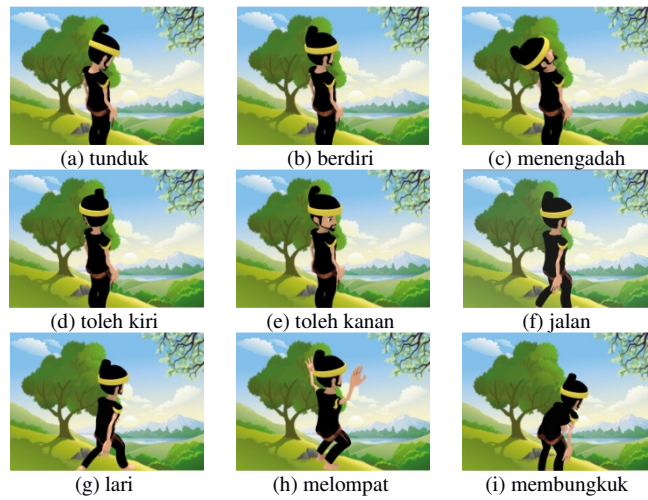 (a) tunduk
(b) berdiri
(c) menengadah
(d) toleh kiri
(e) toleh kanan
(f) jalan
(g) lari
(h) melompat
(i) membungkuk